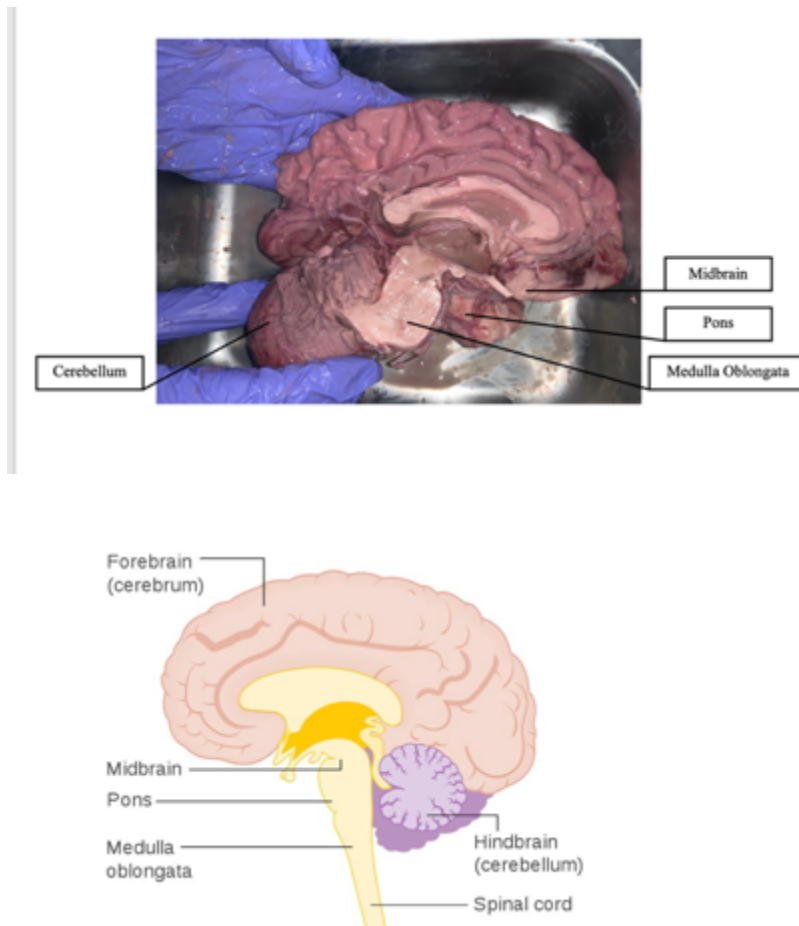 Midbrain
Pons
Cerebellum
Medulla Oblongata
Forebrain
(cerebrum)
Midbrain
Pons
Medulla
oblongata
Hindbrain
(cerebellum)
Spinal cord